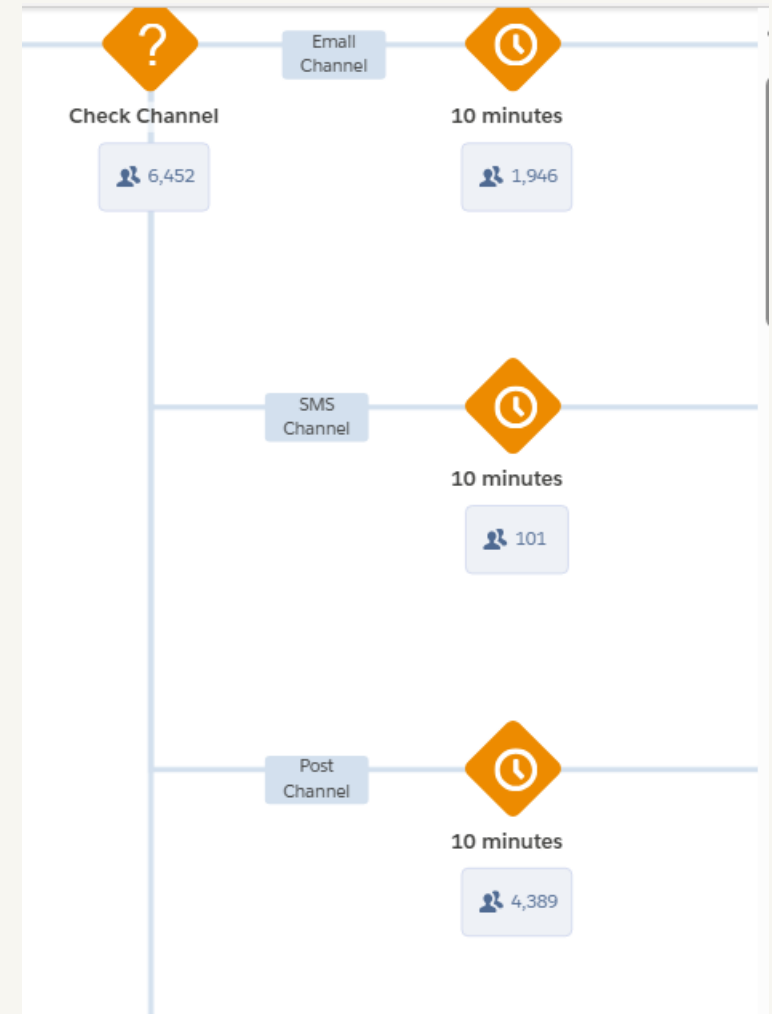 ?
Email
Channel
Check Channel
10 minutes
6,452
1,946
SMS
Channel
10 minutes
101
Post
Channel
10 minutes
4,389